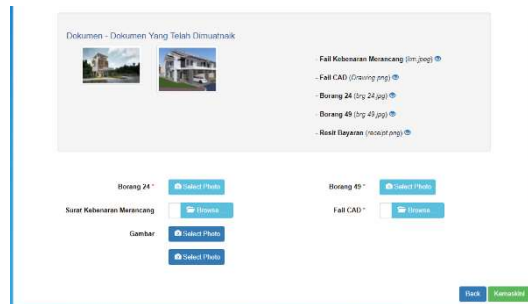 Dokumen - Dokumen Yang Telah Dimuatnaik
- Fail Kebenaran Merancang (lim.jpeg)
- Fail CAD (Drawing.png)
- Borang 24 (brg 24.jpg)
- Borang 49 (brg 49.jpg)
- Resit Bayaran (receipt.png)
Borang 24 * Select Photo Borang 49 * Select Photo
Surat Kebenaran Merancang Browse... Fail CAD * Browse...
Gambar Select Photo
Select Photo
Back Kemaskini